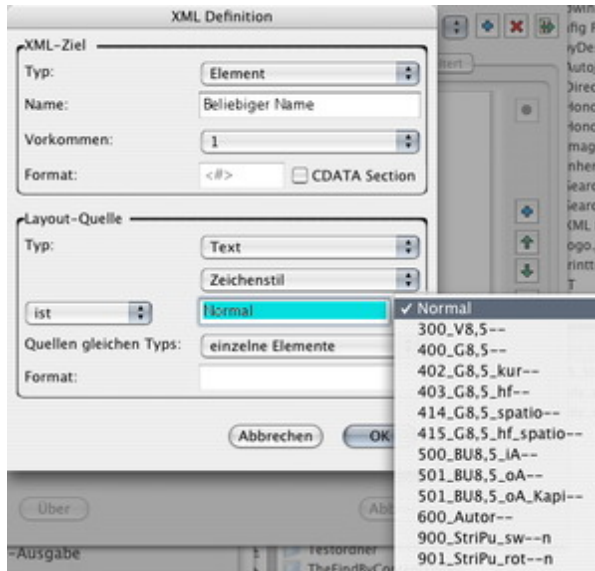 XML Definition
XML-Ziel
Typ: Element
Name: Beliebiger Name
Vorkommen: 1
Format: <#> CDATA Section
Layout-Quelle
Typ: Text
Zeichenstil
ist Normal
Quellen gleichen Typs: einzelne Elemente
Format:
Abbrechen OK
✓ Normal
300_V8,5--
400_G8,5--
402_G8,5_kur--
403_G8,5_hf--
414_G8,5_spatio--
415_G8,5_hf_spatio--
500_BU8,5_iA--
501_BU8,5_oA--
501_BU8,5_oA_Kapi--
600_Autor--
900_StriPu_sw--n
901_StriPu_rot--n
Über
-Ausgabe
Testordner